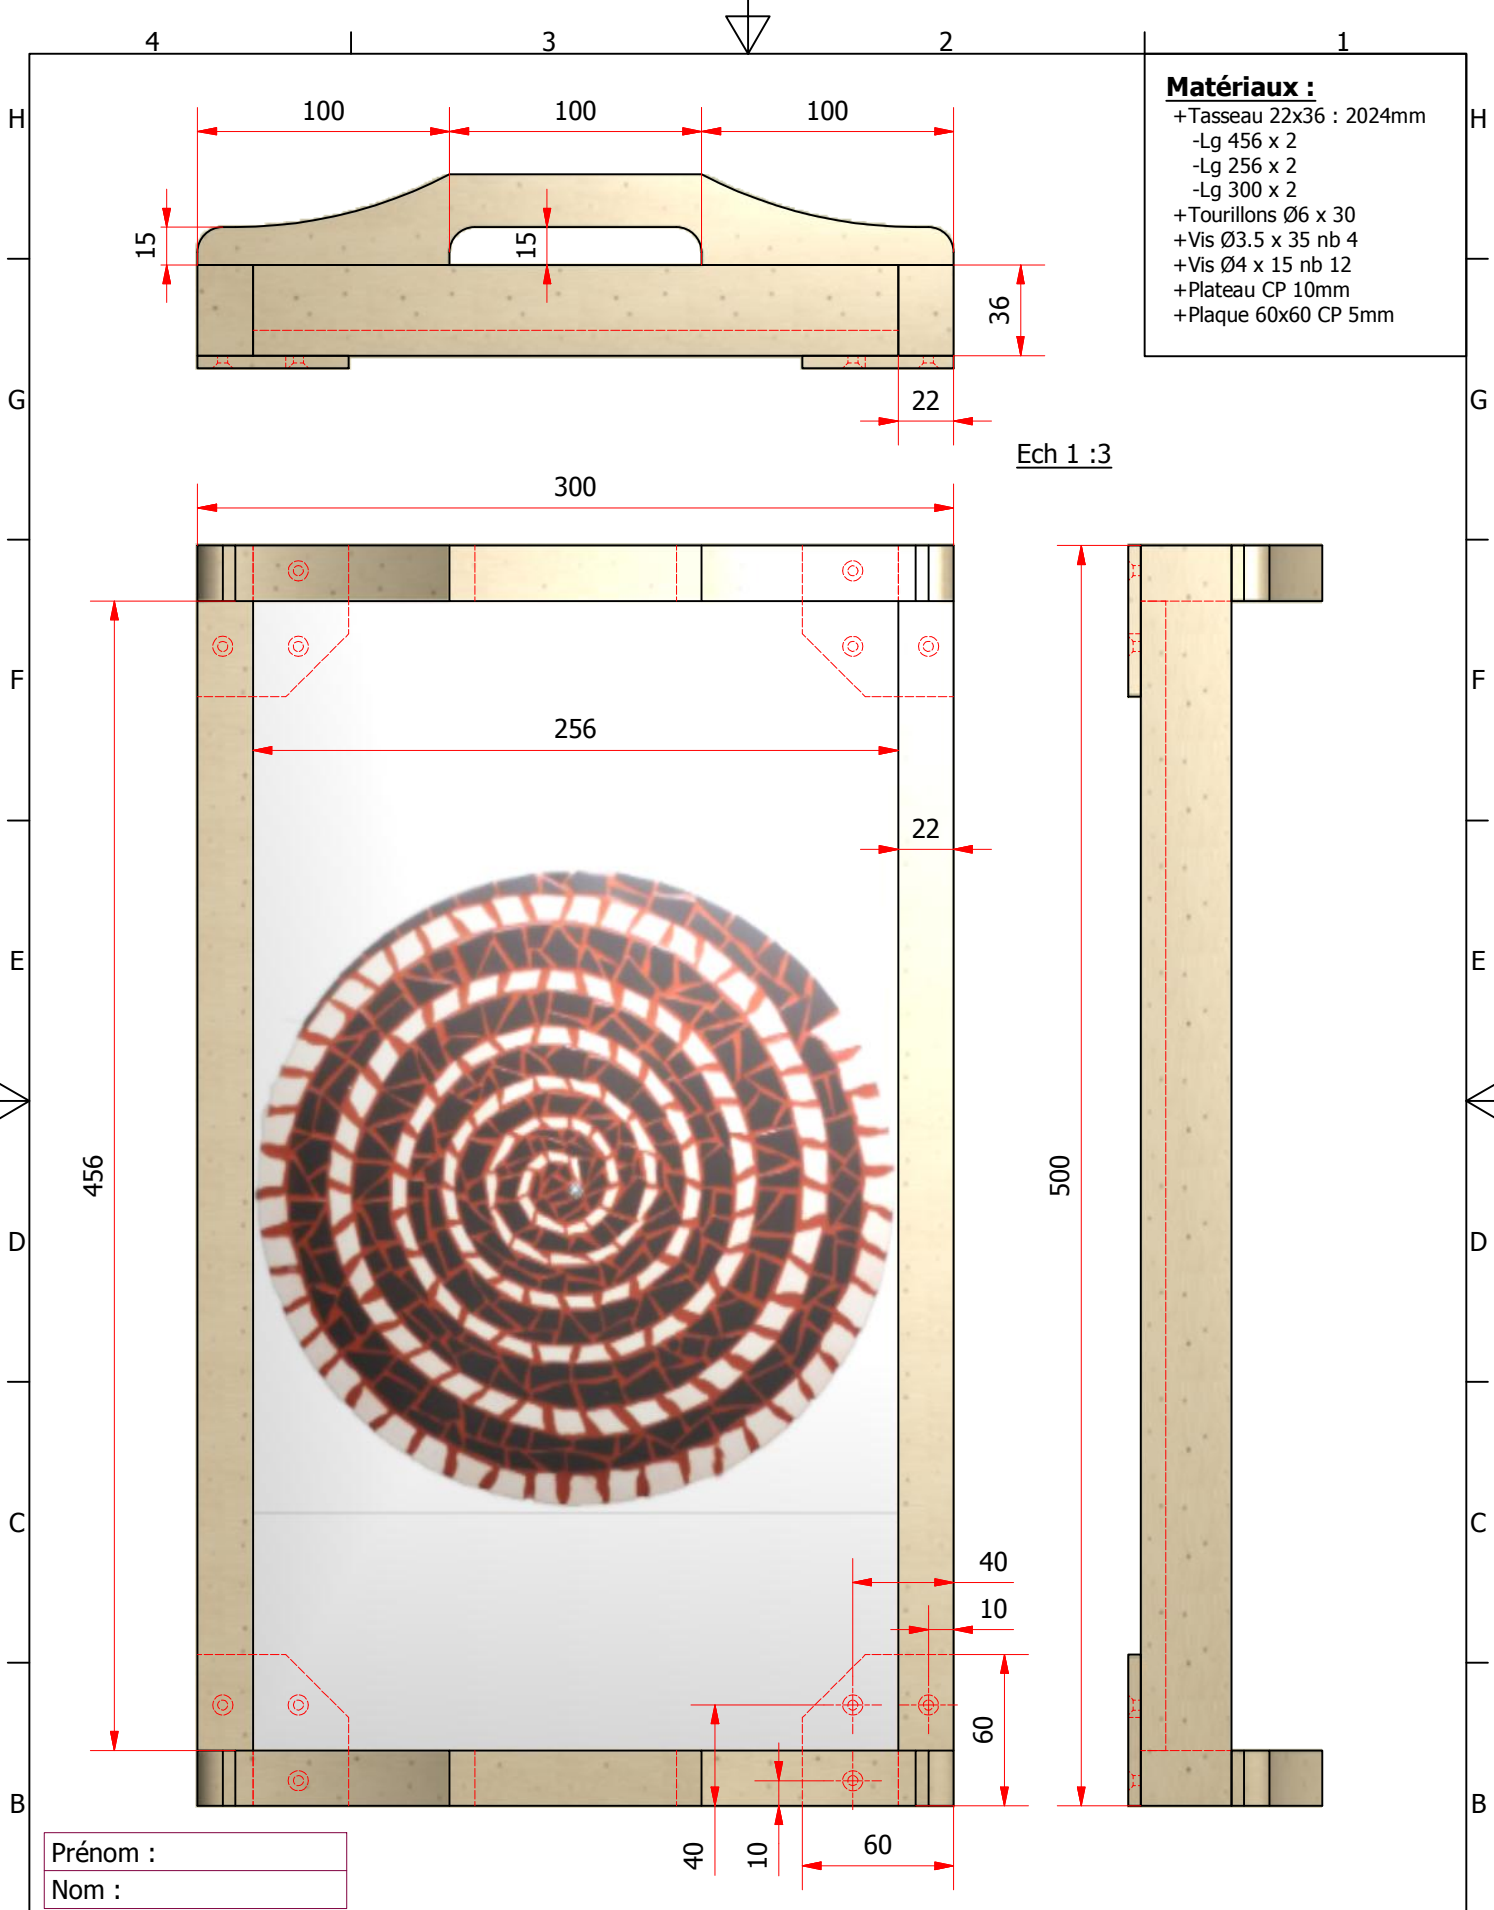 4 3 2 1
H H
Matériaux :
+Tasseau 22x36 : 2024mm
-Lg 456 x 2
-Lg 256 x 2
-Lg 300 x 2
+Tourillons Ø6 x 30
+Vis Ø3.5 x 35 nb 4
+Vis Ø4 x 15 nb 12
+Plateau CP 10mm
+Plaque 60x60 CP 5mm
100 100 100
15 15
36
G G
22
Ech 1 :3
300
F F
256
22
E E
456
500
D D
C C
40
10
60
B B
40 10 60
Prénom :
Nom :